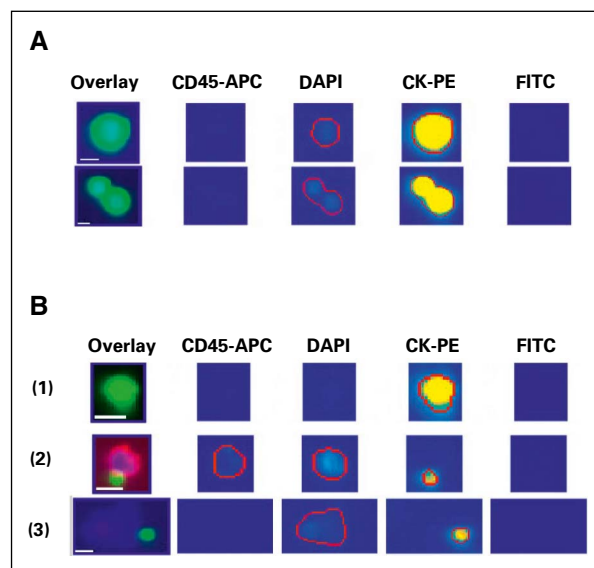 A
Overlay CD45-APC DAPI CK-PE FITC
B
Overlay CD45-APC DAPI CK-PE FITC
(1)
(2)
(3)